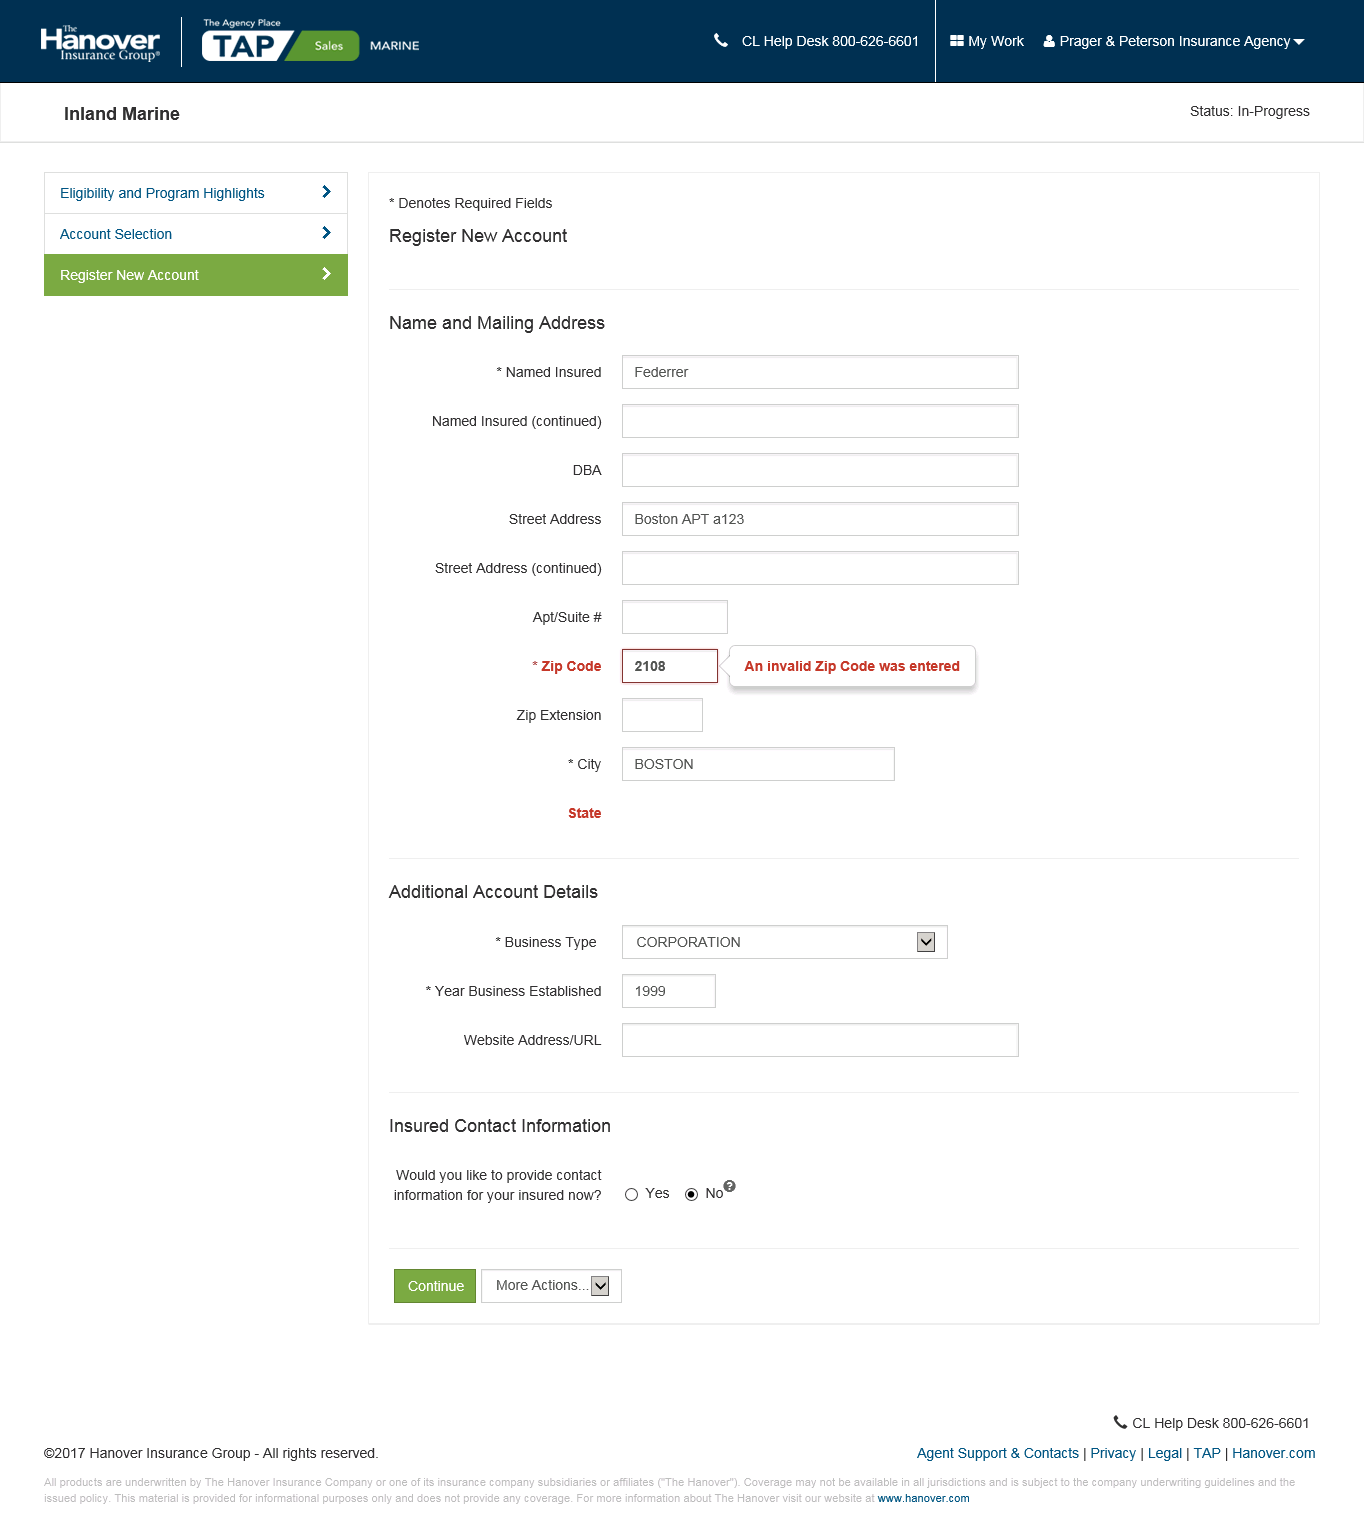 The
Hanover
Insurance Group®
The Agency Place
TAP Sales MARINE
CL Help Desk 800-626-6601
My Work
Prager & Peterson Insurance Agency
Inland Marine
Status: In-Progress
Eligibility and Program Highlights
Account Selection
Register New Account
* Denotes Required Fields
Register New Account
Name and Mailing Address
* Named Insured Federrer
Named Insured (continued)
DBA
Street Address Boston APT a123
Street Address (continued)
Apt/Suite #
* Zip Code 2108 An invalid Zip Code was entered
Zip Extension
* City BOSTON
State
Additional Account Details
* Business Type CORPORATION
* Year Business Established 1999
Website Address/URL
Insured Contact Information
Would you like to provide contact
information for your insured now? Yes No ?
Continue More Actions...
CL Help Desk 800-626-6601
©2017 Hanover Insurance Group - All rights reserved.
Agent Support & Contacts | Privacy | Legal | TAP | Hanover.com
All products are underwritten by The Hanover Insurance Company or one of its insurance company subsidiaries or affiliates ("The Hanover"). Coverage may not be available in all jurisdictions and is subject to the company underwriting guidelines and the
issued policy. This material is provided for informational purposes only and does not provide any coverage. For more information about The Hanover visit our website at www.hanover.com